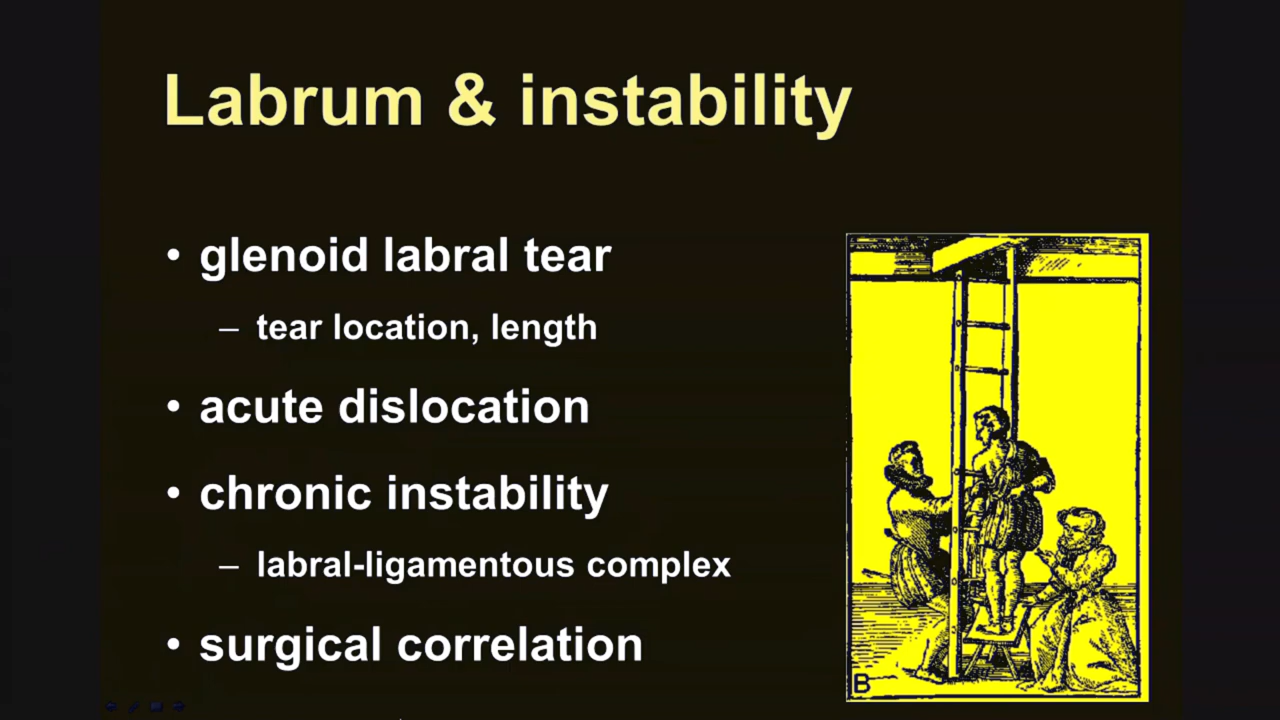 Labrum & instability
• glenoid labral tear
– tear location, length
• acute dislocation
• chronic instability
– labral-ligamentous complex
• surgical correlation
B